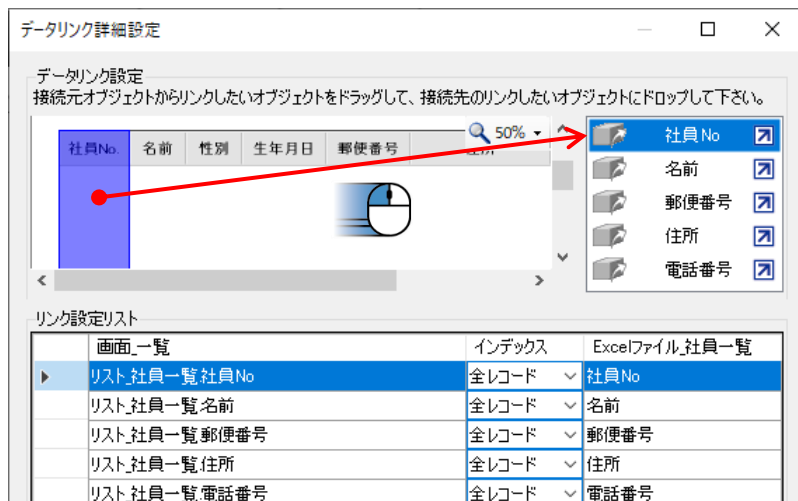 データリンク詳細設定
データリンク設定
接続元オブジェクトからリンクしたいオブジェクトをドラッグして、接続先のリンクしたいオブジェクトにドロップして下さい。
50%
社員No. 名前 性別 生年月日 郵便番号 住所
社員No
名前
郵便番号
住所
電話番号
リンク設定リスト
画面_一覧 インデックス Excelファイル_社員一覧
リスト_社員一覧.社員No 全レコード 社員No
リスト_社員一覧.名前 全レコード 名前
リスト_社員一覧.郵便番号 全レコード 郵便番号
リスト_社員一覧.住所 全レコード 住所
リスト_社員一覧.電話番号 全レコード 電話番号